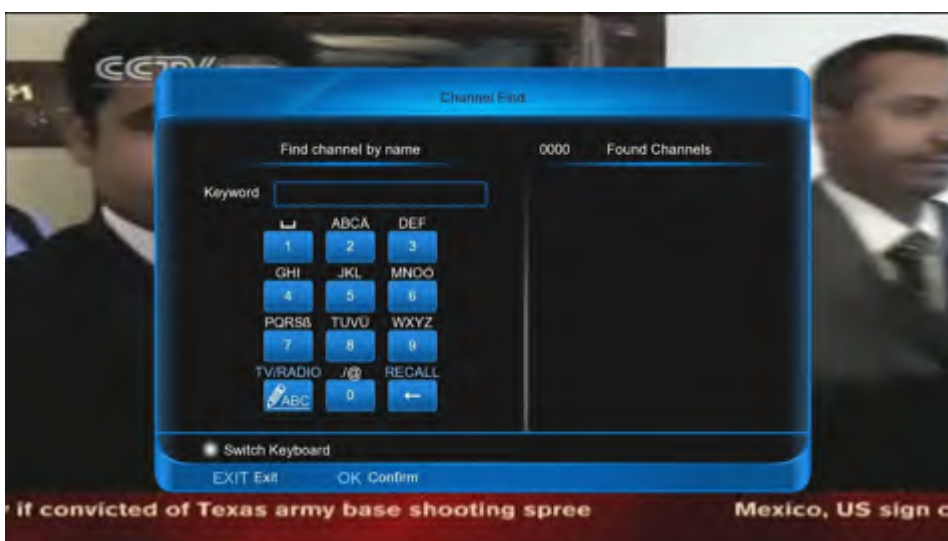 CCTV
Channel Find
Find channel by name
0000 Found Channels
Keyword
⎵ ABCÄ DEF
1 2 3
GHI JKL MNOÖ
4 5 6
PQRSß TUVÜ WXYZ
7 8 9
TV/RADIO ./@ RECALL
ABC 0 ←
Switch Keyboard
EXIT Exit OK Confirm
if convicted of Texas army base shooting spree Mexico, US sign